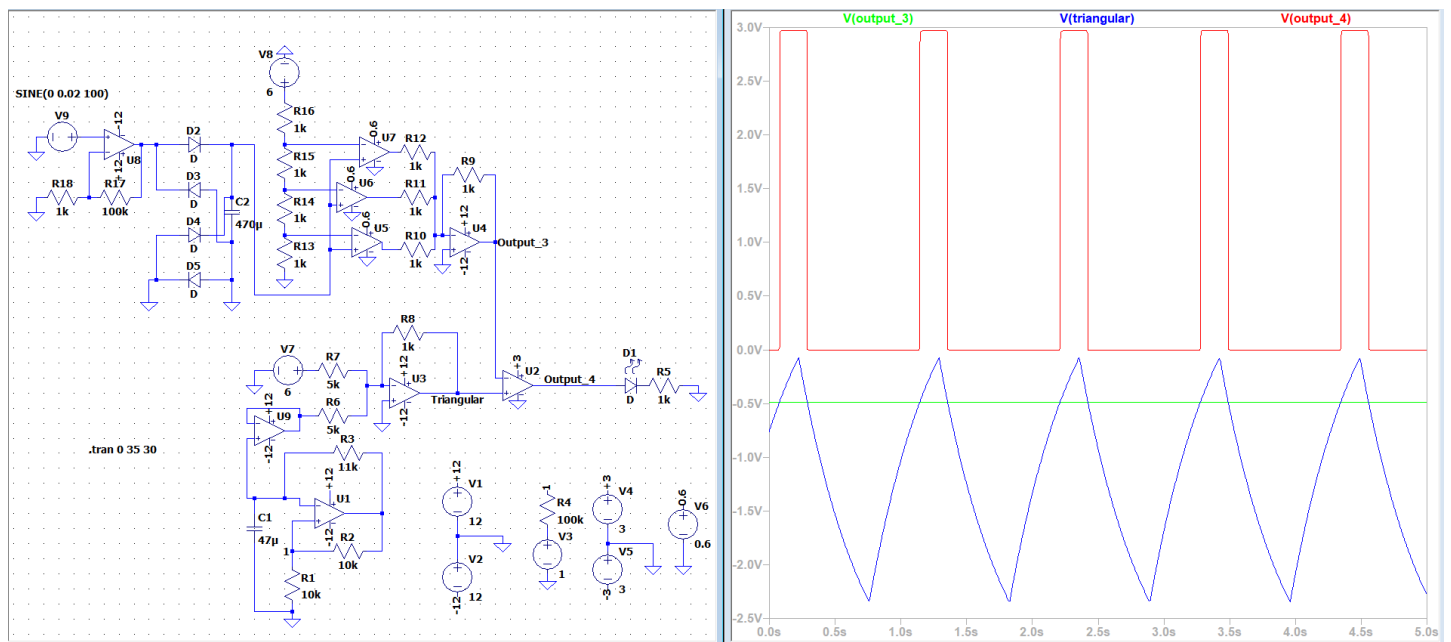 V8
6
SINE(0 0.02 100)
V9
-12
U8
+12
R18
1k
R17
100k
D2
D
D3
D
D4
D
D5
D
C2
470µ
R16
1k
R15
1k
R14
1k
R13
1k
0.6
U7
0.6
U6
0.6
U5
R12
1k
R11
1k
R10
1k
R9
1k
+12
U4
-12
Output_3
V7
6
R7
5k
R6
5k
R8
1k
+12
U3
-12
Triangular
+3
U2
Output_4
D1
D
R5
1k
+12
U9
-12
R3
11k
.tran 0 35 30
+12
U1
-12
C1
47µ
1
R2
10k
R1
10k
+12
V1
12
V2
12
-12
1
R4
100k
V3
1
+3
V4
3
V5
3
-3
0.6
V6
0.6
V(output_3) V(triangular) V(output_4)
3.0V
2.5V
2.0V
1.5V
1.0V
0.5V
0.0V
-0.5V
-1.0V
-1.5V
-2.0V
-2.5V
0.0s 0.5s 1.0s 1.5s 2.0s 2.5s 3.0s 3.5s 4.0s 4.5s 5.0s